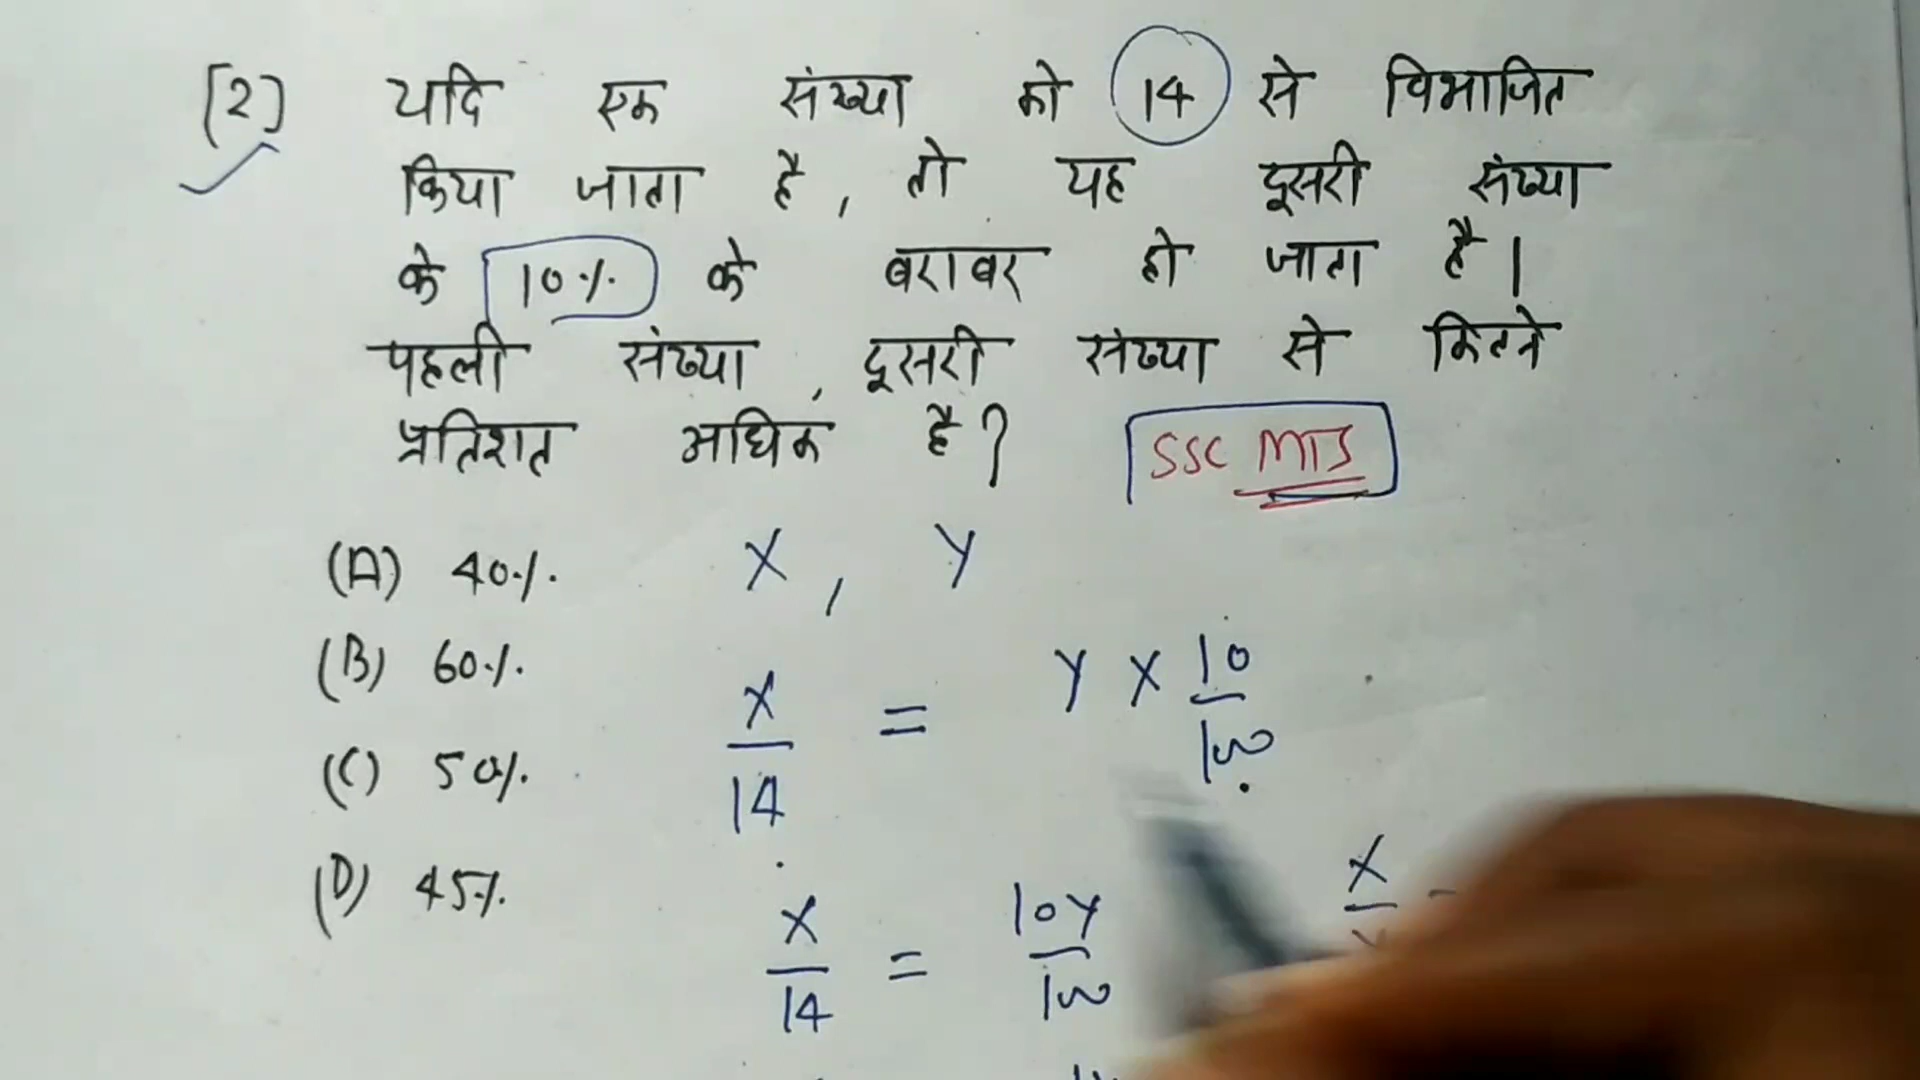 (2) यदि एक संख्या को 14 से विभाजित
किया जाता है, तो यह दूसरी संख्या
के 10% के बराबर हो जाता है।
पहली संख्या, दूसरी संख्या से कितने
प्रतिशत अधिक है?
SSC MTS
(A) 40%
X, Y
(B) 60%
X/14 = Y X 10/100
(C) 50%
(D) 45%
X/14 = 10Y/100
X